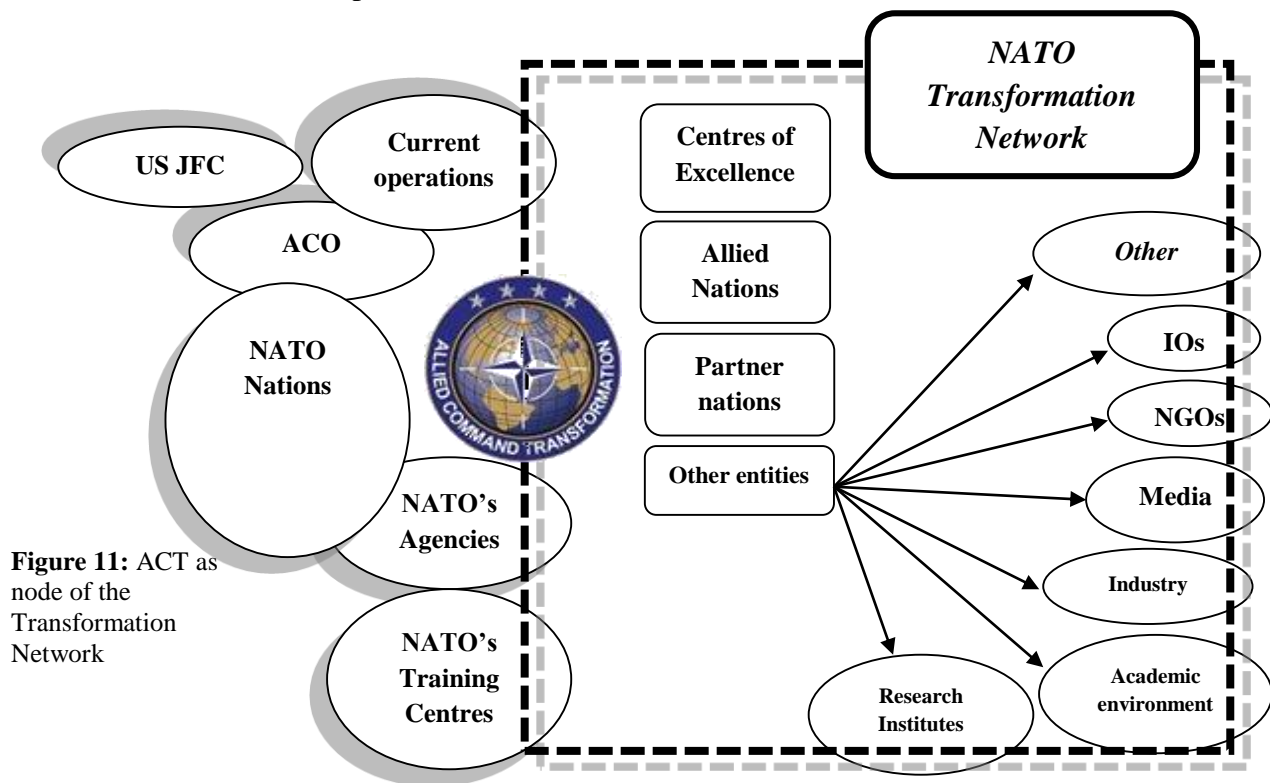 NATO
Transformation
Network
US JFC
Current
operations
ACO
NATO
Nations
NATO’s
Agencies
NATO’s
Training
Centres
ALLIED COMMAND TRANSFORMATION
Centres of
Excellence
Allied
Nations
Partner
nations
Other entities
Other
IOs
NGOs
Media
Industry
Academic
environment
Research
Institutes
Figure 11: ACT as
node of the
Transformation
Network